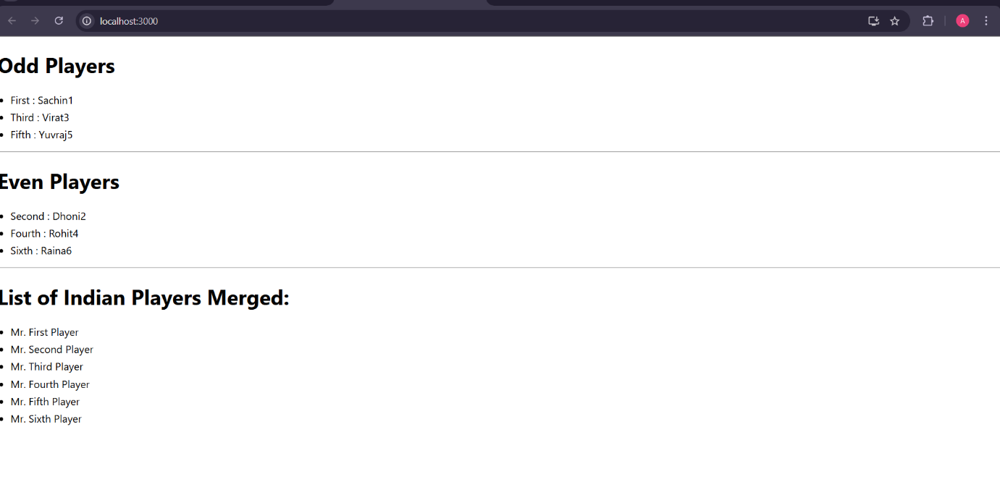 localhost:3000
A
Odd Players
First : Sachin1
Third : Virat3
Fifth : Yuvraj5
Even Players
Second : Dhoni2
Fourth : Rohit4
Sixth : Raina6
List of Indian Players Merged:
Mr. First Player
Mr. Second Player
Mr. Third Player
Mr. Fourth Player
Mr. Fifth Player
Mr. Sixth Player